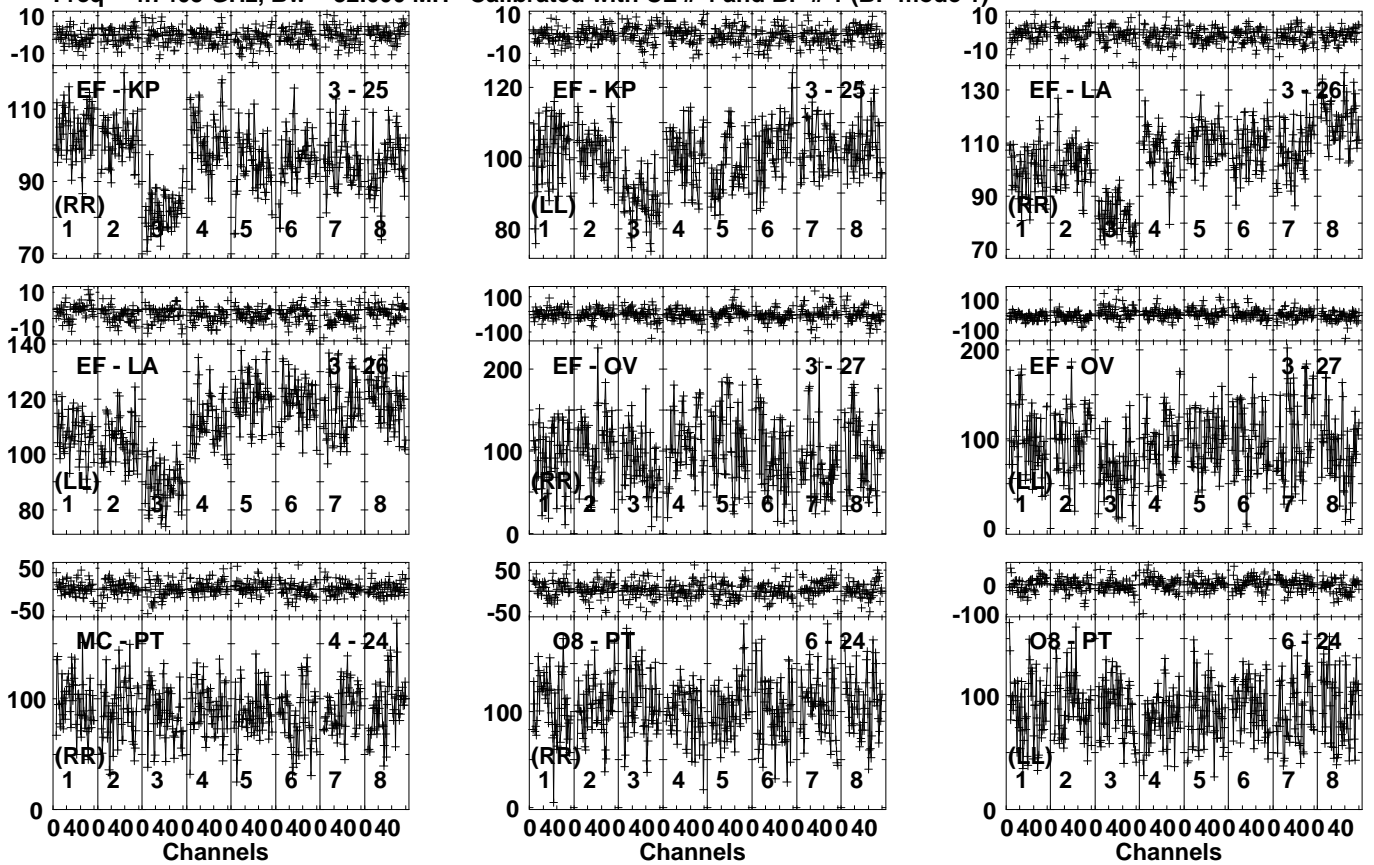 10 10 10
-10 -10 -10
EF - KP 3 - 25 EF - KP 3 - 25 EF - LA 3 - 26
110 120 130
90 100 110
70 80 90
70
(RR) (LL) (RR)
1 2 3 4 5 6 7 8 1 2 3 4 5 6 7 8 1 2 3 4 5 6 7 8
10 100 100
-10 -100 -100
EF - LA 3 - 26 EF - OV 3 - 27 EF - OV 3 - 27
140 200 200
120 100 100
100 0 0
80
(LL) (RR) (LL)
1 2 3 4 5 6 7 8 1 2 3 4 5 6 7 8 1 2 3 4 5 6 7 8
50 50 0
-50 -50 -100
MC - PT 4 - 24 O8 - PT 6 - 24 O8 - PT 6 - 24
100 100 100
(RR) (RR) (LL)
1 2 3 4 5 6 7 8 1 2 3 4 5 6 7 8 1 2 3 4 5 6 7 8
0 0 0
0 40 0 40 0 40 0 40 0 40 0 40 0 40 0 40 0 40 0 40 0 40 0 40 0 40 0 40 0 40 0 40 0 40 0 40 0 40 0 40 0 40 0 40 0 40 0 40
Channels Channels Channels